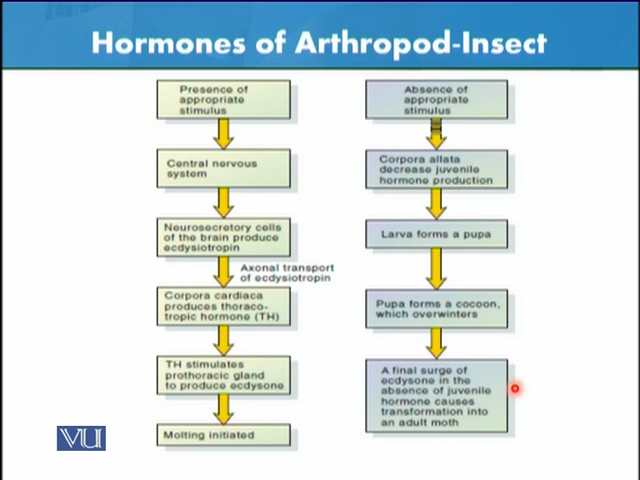 Hormones of Arthropod-Insect
Presence of
appropriate
stimulus
Central nervous
system
Neurosecretory cells
of the brain produce
ecdysiotropin
Axonal transport
of ecdysiotropin
Corpora cardiaca
produces thoraco-
tropic hormone (TH)
TH stimulates
prothoracic gland
to produce ecdysone
Molting initiated
Absence of
appropriate
stimulus
Corpora allata
decrease juvenile
hormone production
Larva forms a pupa
Pupa forms a cocoon,
which overwinters
A final surge of
ecdysone in the
absence of juvenile
hormone causes
transformation into
an adult moth
VU